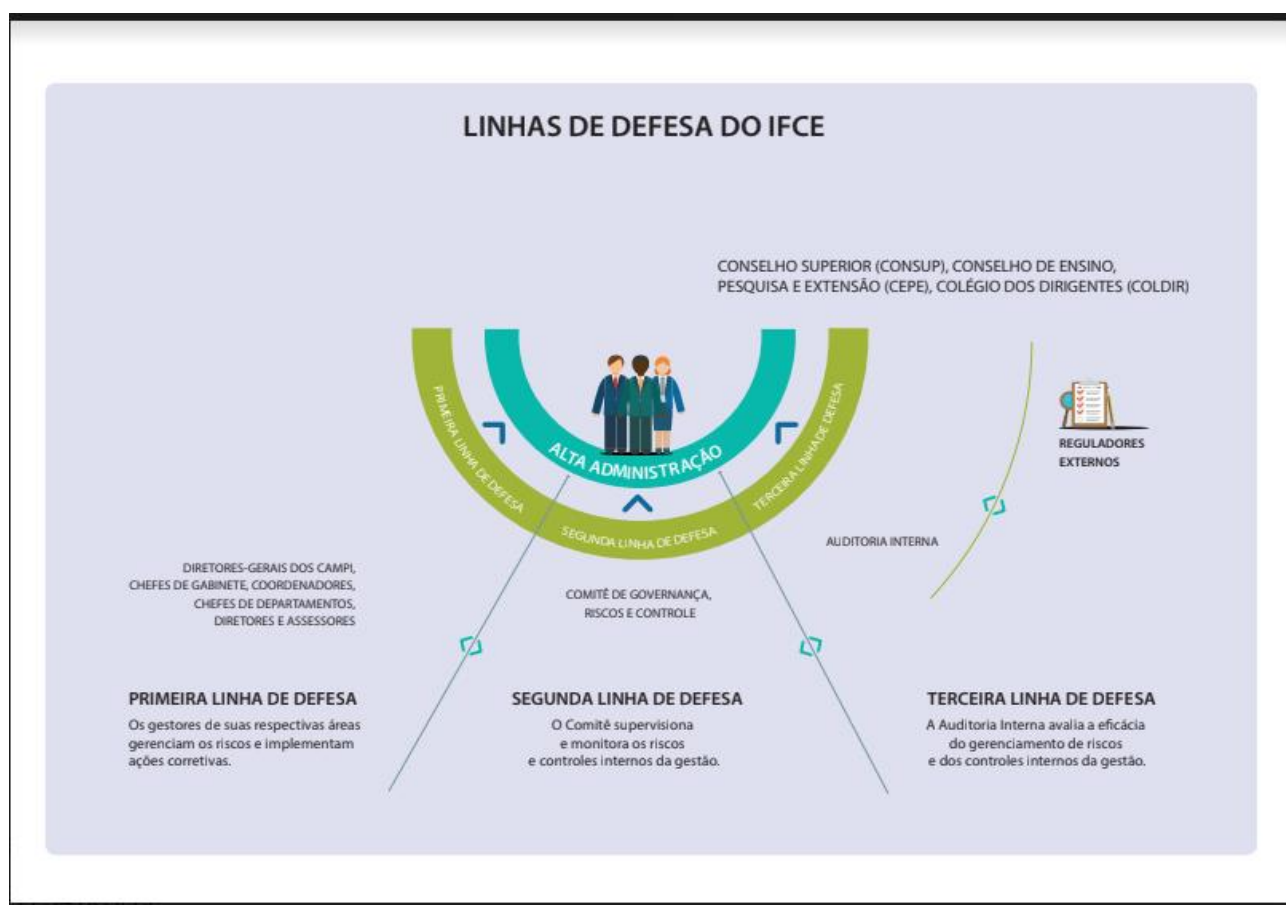 LINHAS DE DEFESA DO IFCE
CONSELHO SUPERIOR (CONSUP), CONSELHO DE ENSINO,
PESQUISA E EXTENSÃO (CEPE), COLÉGIO DOS DIRIGENTES (COLDIR)
PRIMEIRA LINHA DE DEFESA
SEGUNDA LINHA DE DEFESA
TERCEIRA LINHA DE DEFESA
ALTA ADMINISTRAÇÃO
REGULADORES
EXTERNOS
AUDITORIA INTERNA
DIRETORES-GERAIS DOS CAMPI,
CHEFES DE GABINETE, COORDENADORES,
CHEFES DE DEPARTAMENTOS,
DIRETORES E ASSESSORES
COMITÊ DE GOVERNANÇA,
RISCOS E CONTROLE
PRIMEIRA LINHA DE DEFESA
Os gestores de suas respectivas áreas
gerenciam os riscos e implementam
ações corretivas.
SEGUNDA LINHA DE DEFESA
O Comitê supervisiona
e monitora os riscos
e controles internos da gestão.
TERCEIRA LINHA DE DEFESA
A Auditoria Interna avalia a eficácia
do gerenciamento de riscos
e dos controles internos da gestão.